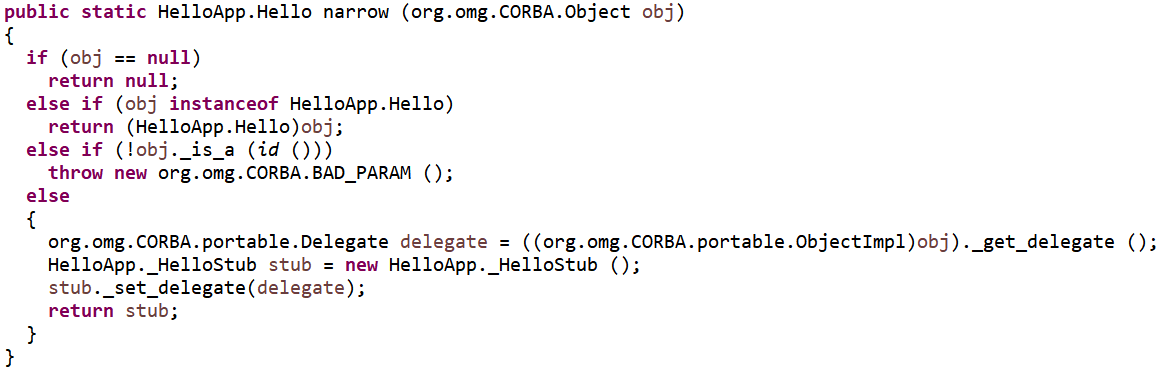 public static HelloApp.Hello narrow (org.omg.CORBA.Object obj)
{
  if (obj == null)
    return null;
  else if (obj instanceof HelloApp.Hello)
    return (HelloApp.Hello)obj;
  else if (!obj._is_a (id ()))
    throw new org.omg.CORBA.BAD_PARAM ();
  else
  {
    org.omg.CORBA.portable.Delegate delegate = ((org.omg.CORBA.portable.ObjectImpl)obj)._get_delegate ();
    HelloApp._HelloStub stub = new HelloApp._HelloStub ();
    stub._set_delegate(delegate);
    return stub;
  }
}